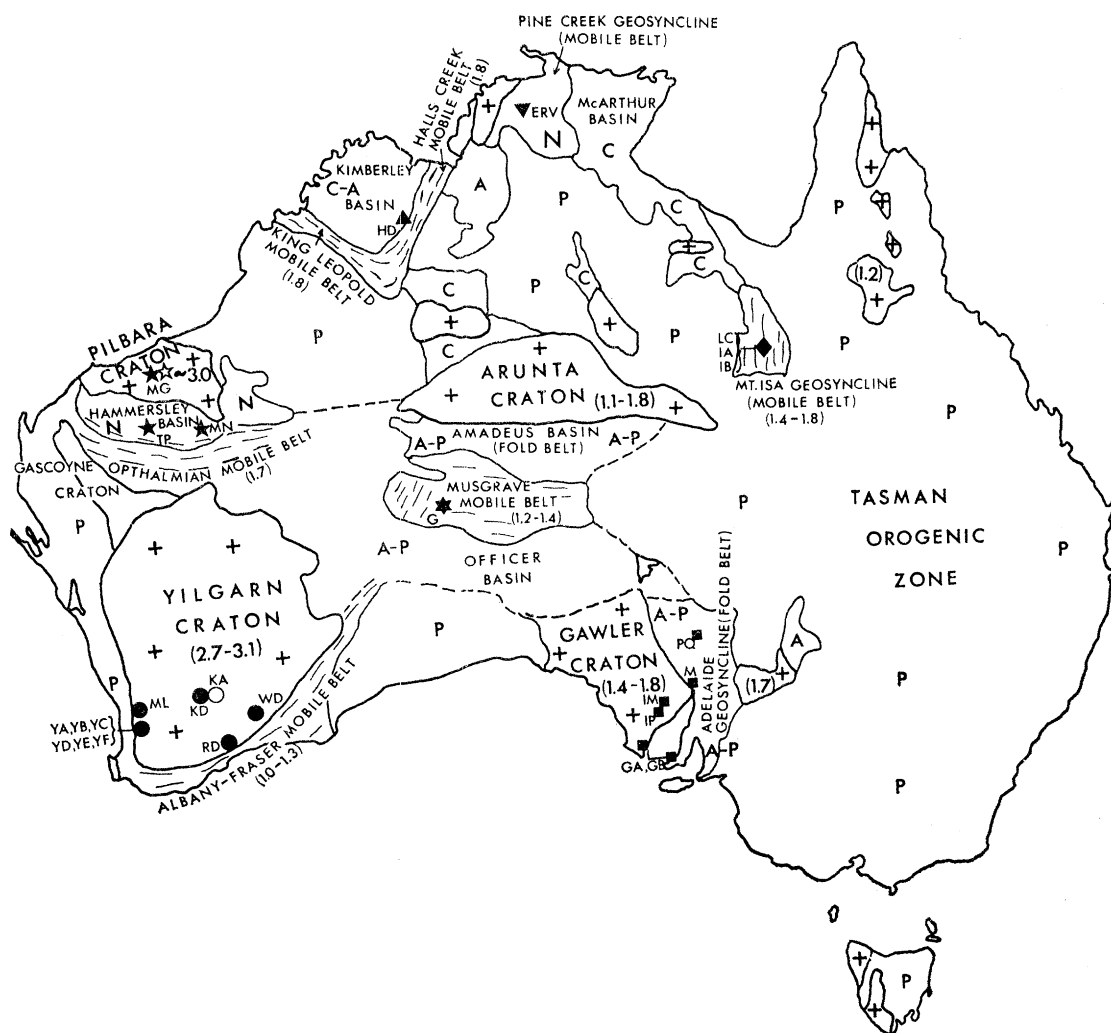 PINE CREEK GEOSYNCLINE
(MOBILE BELT)
HALLS CREEK
MOBILE BELT
(1.8)
+
ERV
N
McARTHUR
BASIN
C
KIMBERLEY
C-A
BASIN
HD
A
P
C
P
+
+
+
+
KING LEOPOLD
MOBILE BELT
(1.8)
C
+
C
P
C
+
+
C
P
(1.2)
+
P
P
LC
IA
IB
MT. ISA GEOSYNCLINE
(MOBILE BELT)
(1.4-1.8)
PILBARA
CRATON
+
+
~3.0
MG
+
N
HAMMERSLEY
BASIN
N
TP
MN
+
ARUNTA
CRATON
(1.1-1.8)
+
+
P
A-P
AMADEUS BASIN
(FOLD BELT)
A-P
OPTHALMIAN MOBILE BELT
(1.7)
GASCOYNE
CRATON
P
MUSGRAVE
MOBILE BELT
(1.2-1.4)
G
P
TASMAN
OROGENIC
ZONE
P
+
+
A-P
OFFICER
BASIN
YILGARN
CRATON
(2.7-3.1)
+
+
P
+
A-P
GAWLER
CRATON
(1.4-1.8)
+
PQ
M
IM
IP
+
GA, GB
ADELAIDE
GEOSYNCLINE (FOLD BELT)
A-P
A
+
(1.7)
P
P
P
KA
KD
ML
WD
YA, YB, YC
YD, YE, YF
+
RD
ALBANY-FRASER MOBILE BELT
(1.0-1.3)
+
P
+